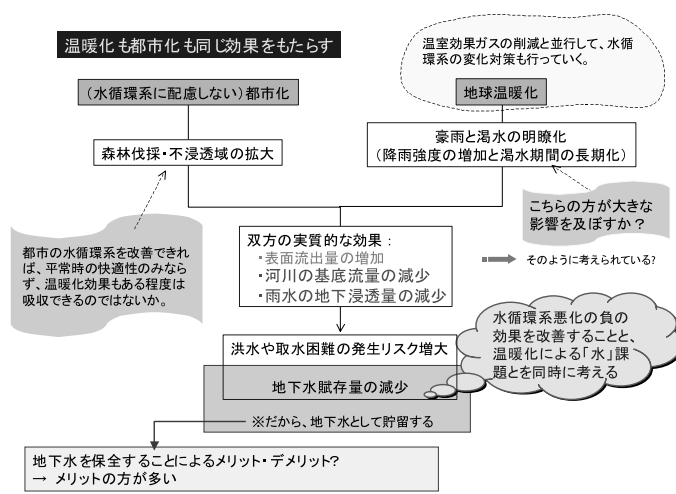 温暖化も都市化も同じ効果をもたらす
温室効果ガスの削減と並行して、水循
環系の変化対策も行っていく。
（水循環系に配慮しない）都市化
地球温暖化
森林伐採・不浸透域の拡大
豪雨と渇水の明瞭化
（降雨強度の増加と渇水期間の長期化）
こちらの方が大きな
影響を及ぼすか？
そのように考えられている?
都市の水循環系を改善できれ
ば、平常時の快適性のみなら
ず、温暖化効果もある程度は
吸収できるのではないか。
双方の実質的な効果：
・表面流出量の増加
・河川の基底流量の減少
・雨水の地下浸透量の減少
水循環系悪化の負の
効果を改善することと、
温暖化による「水」課
題とを同時に考える
洪水や取水困難の発生リスク増大
地下水賦存量の減少
※だから、地下水として貯留する
地下水を保全することによるメリット・デメリット?
→ メリットの方が多い